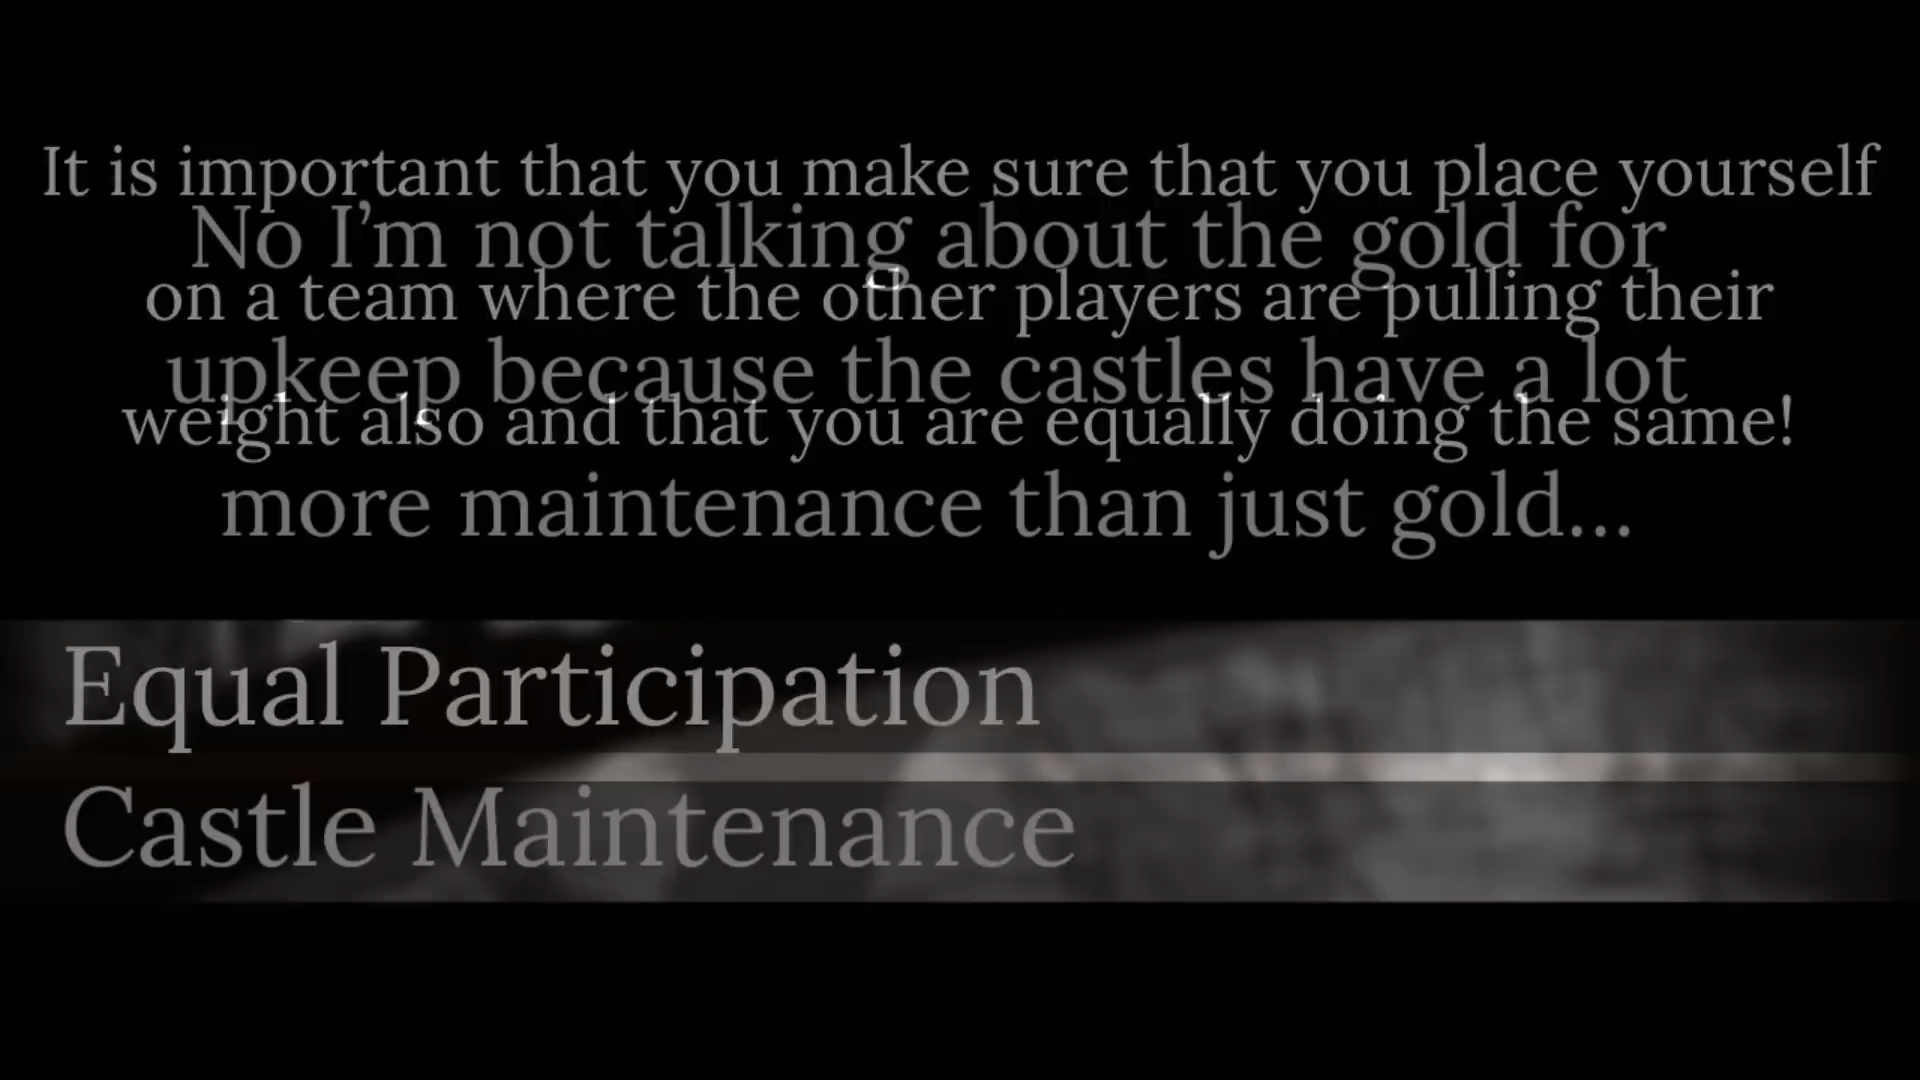 It is important that you make sure that you place yourself
No I’m not talking about the gold for
on a team where the other players are pulling their
upkeep because the castles have a lot
weight also and that you are equally doing the same!
more maintenance than just gold...
Equal Participation
Castle Maintenance